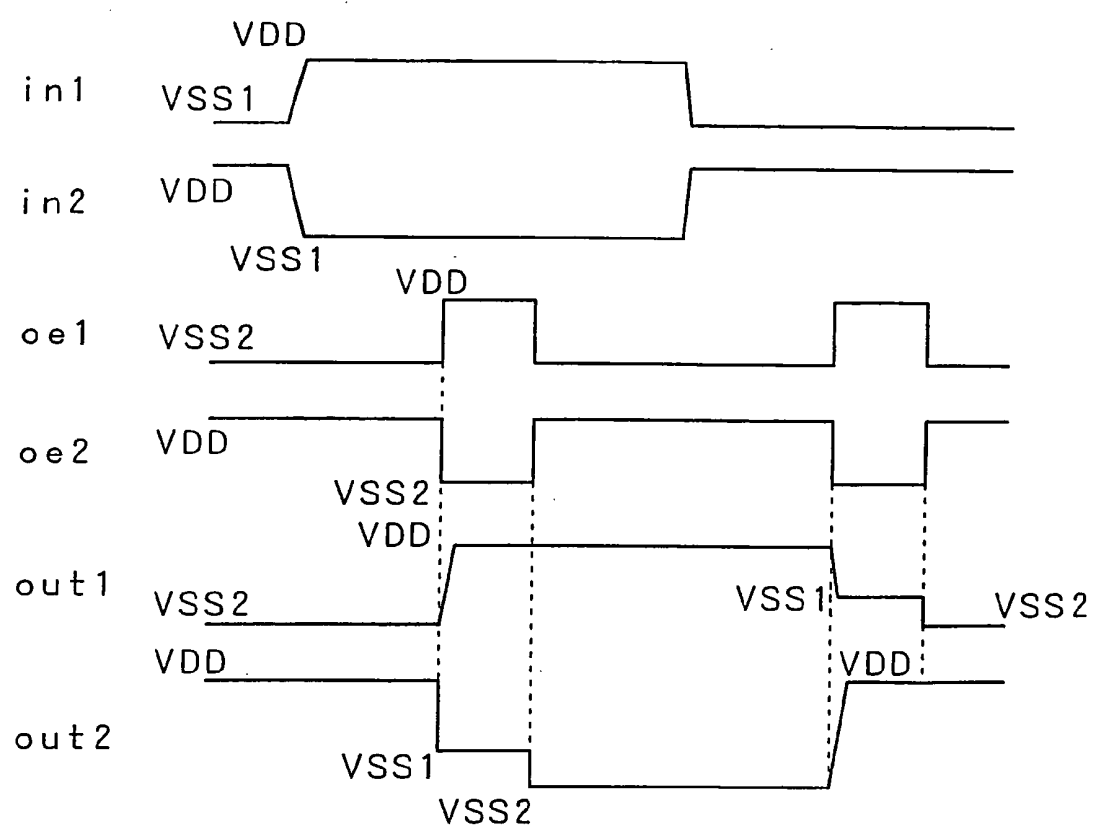 VDD
in1 VSS1
in2 VDD
VSS1
VDD
oe1 VSS2
oe2 VDD
VSS2
VDD
out1 VSS2 VSS1 VSS2
VDD VDD
out2
VSS1
VSS2